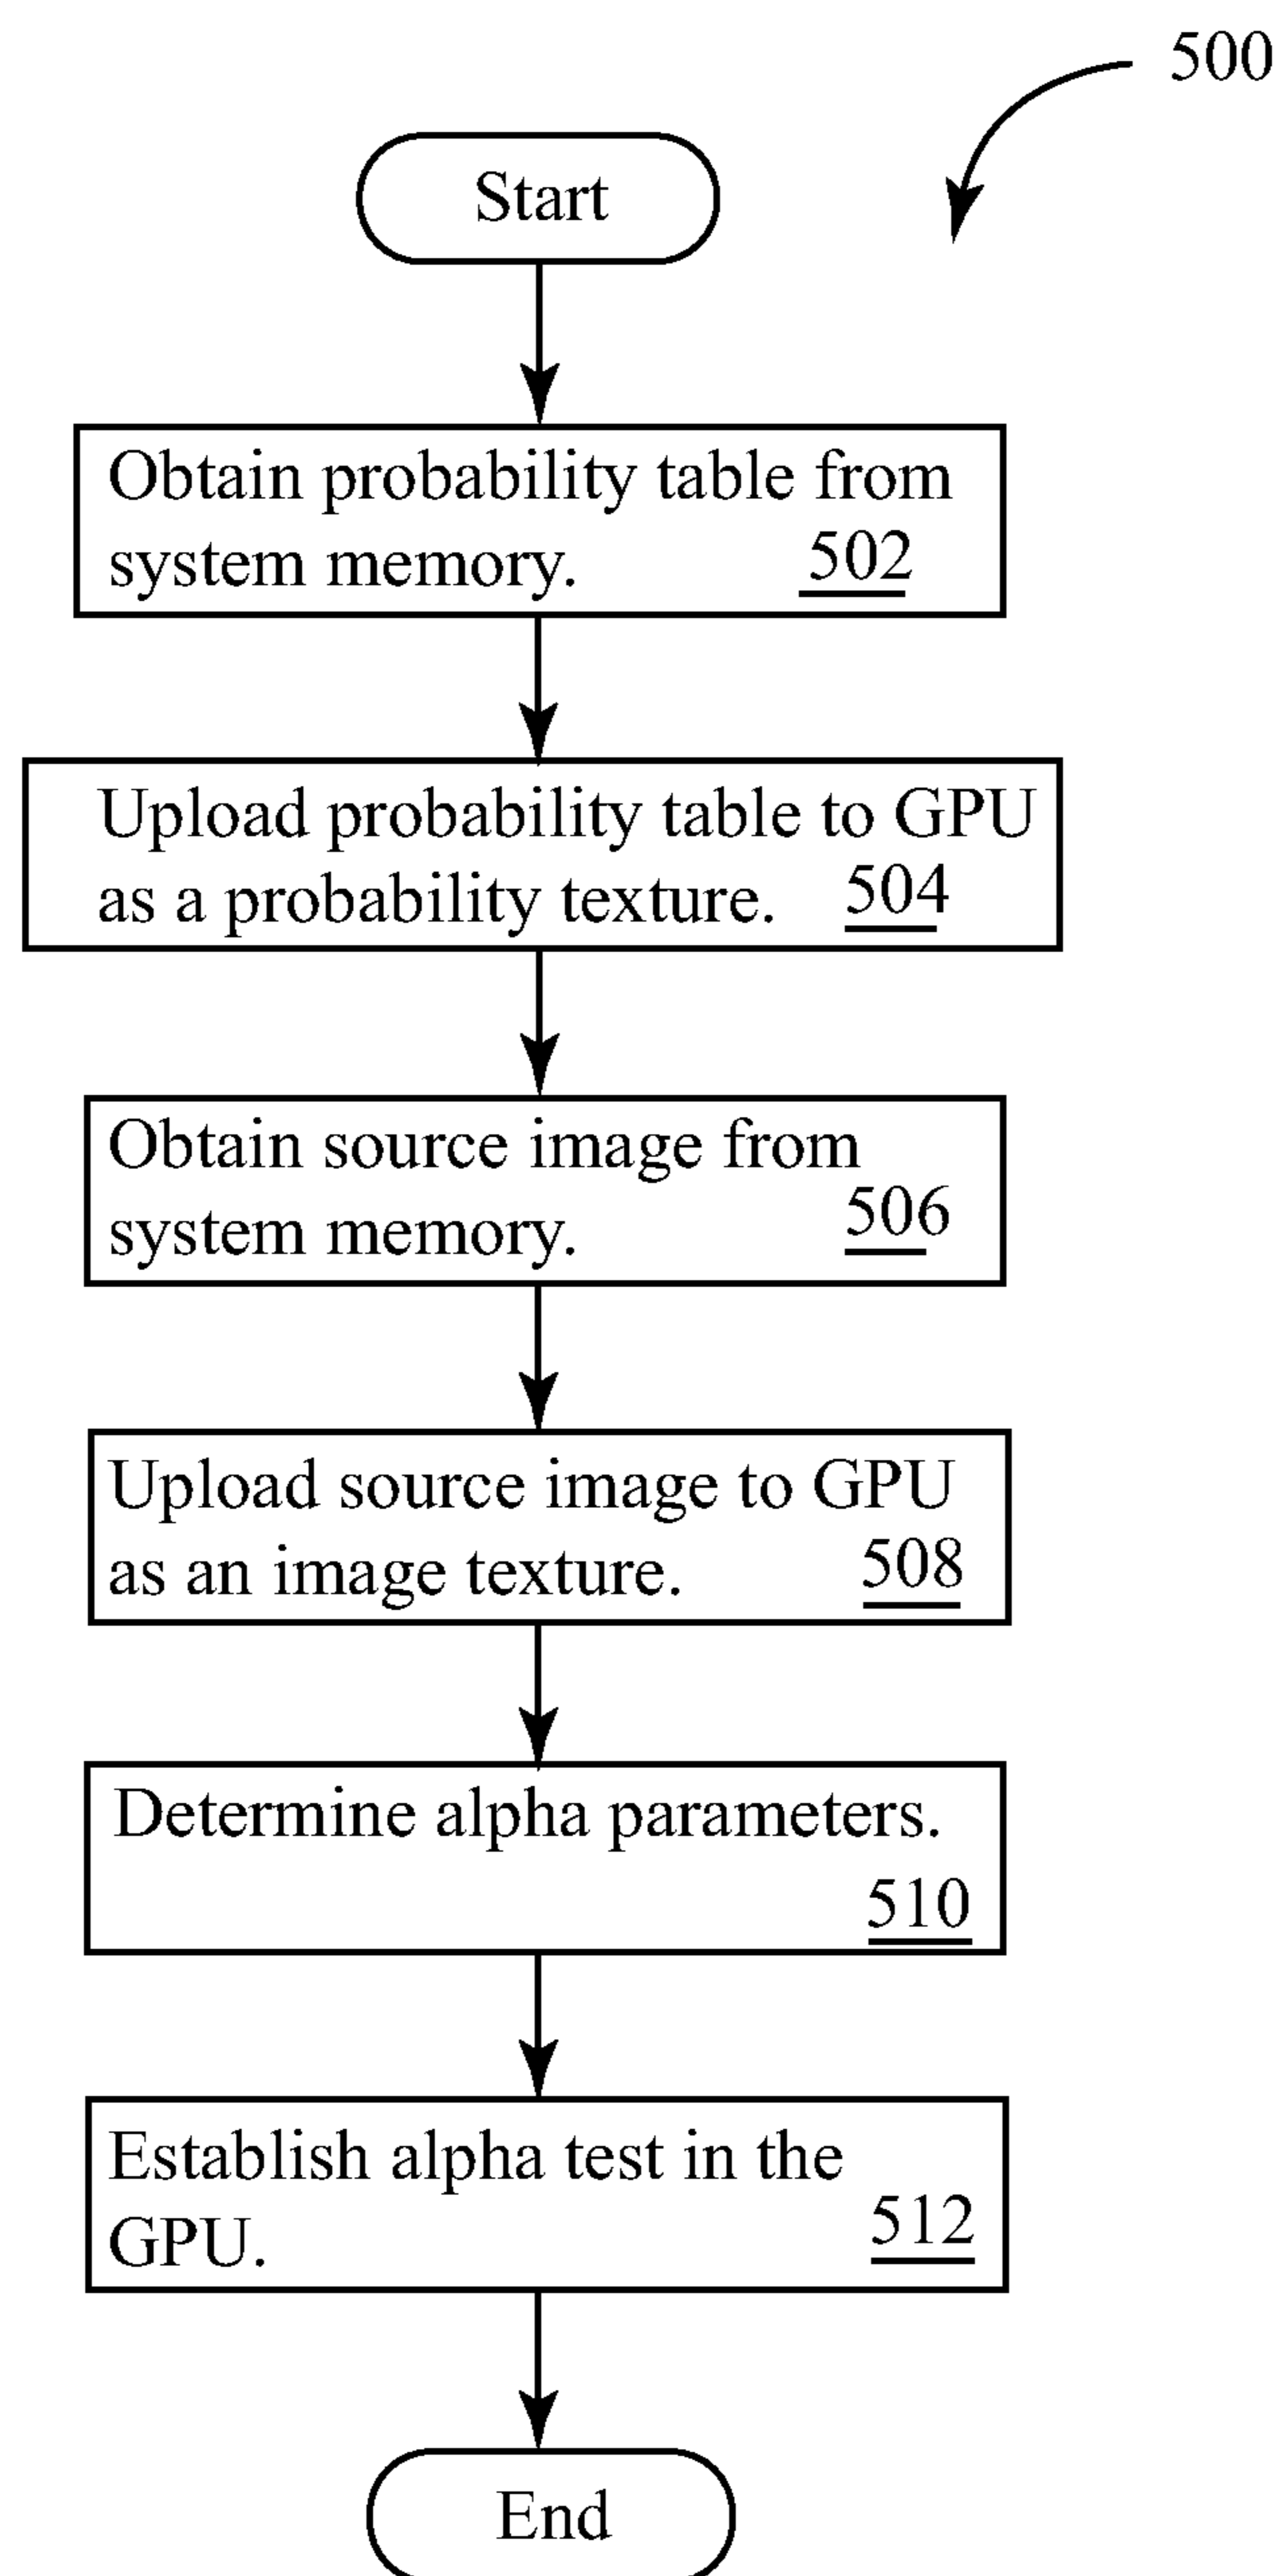 500
Start
Obtain probability table from
system memory. 502
Upload probability table to GPU
as a probability texture. 504
Obtain source image from
system memory. 506
Upload source image to GPU
as an image texture. 508
Determine alpha parameters.
510
Establish alpha test in the
GPU. 512
End